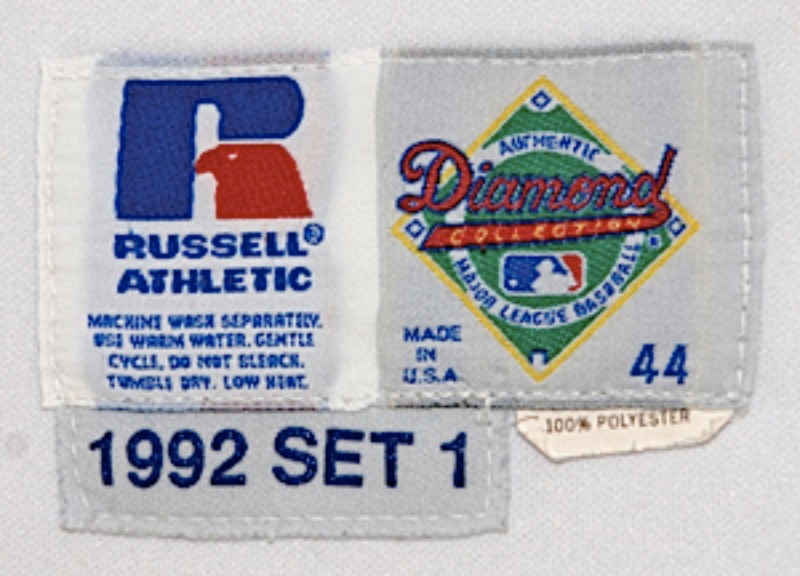 RUSSELL®
ATHLETIC
MACHINE WASH SEPARATELY.
USE WARM WATER. GENTLE
CYCLE. DO NOT BLEACH.
TUMBLE DRY. LOW HEAT.
AUTHENTIC
Diamond
COLLECTION
MAJOR LEAGUE BASEBALL
MADE
IN
U.S.A.
44
100% POLYESTER
1992 SET 1